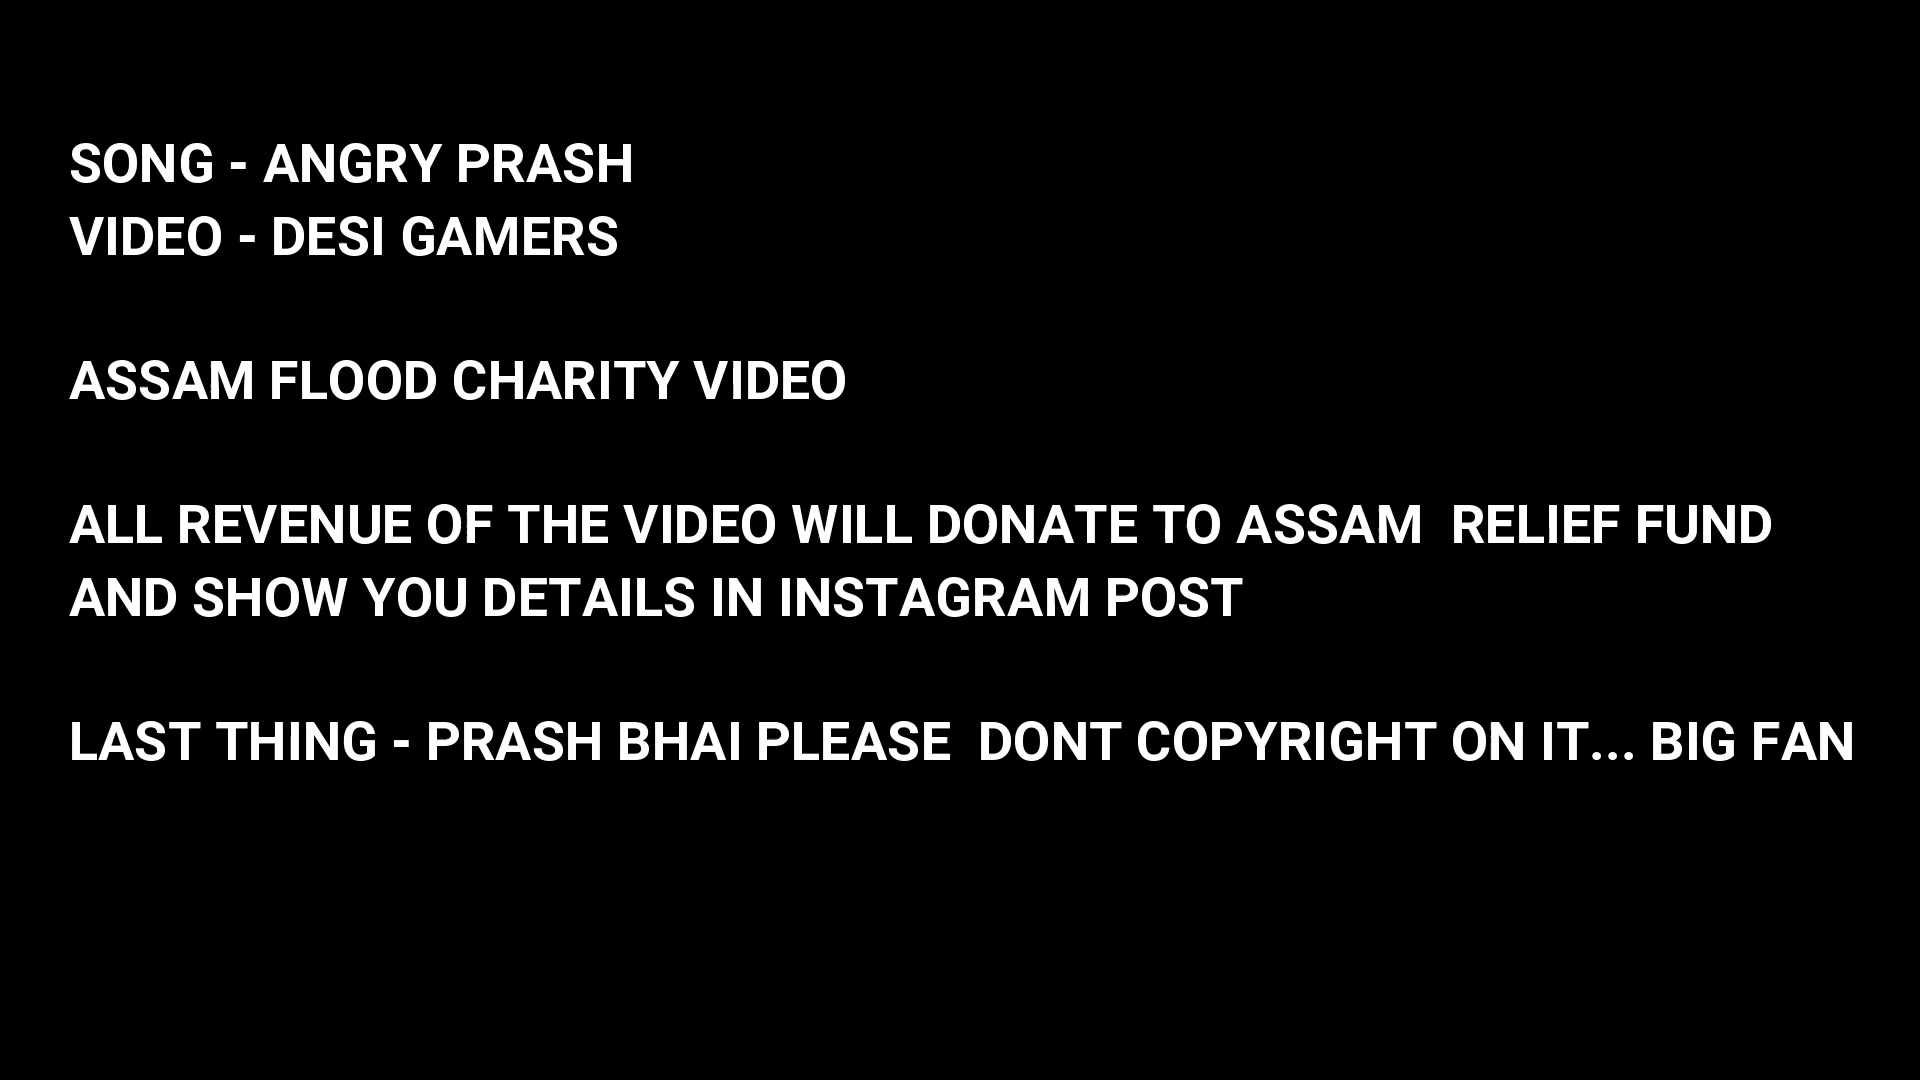 SONG - ANGRY PRASH
VIDEO - DESI GAMERS
ASSAM FLOOD CHARITY VIDEO
ALL REVENUE OF THE VIDEO WILL DONATE TO ASSAM  RELIEF FUND
AND SHOW YOU DETAILS IN INSTAGRAM POST
LAST THING - PRASH BHAI PLEASE  DONT COPYRIGHT ON IT... BIG FAN